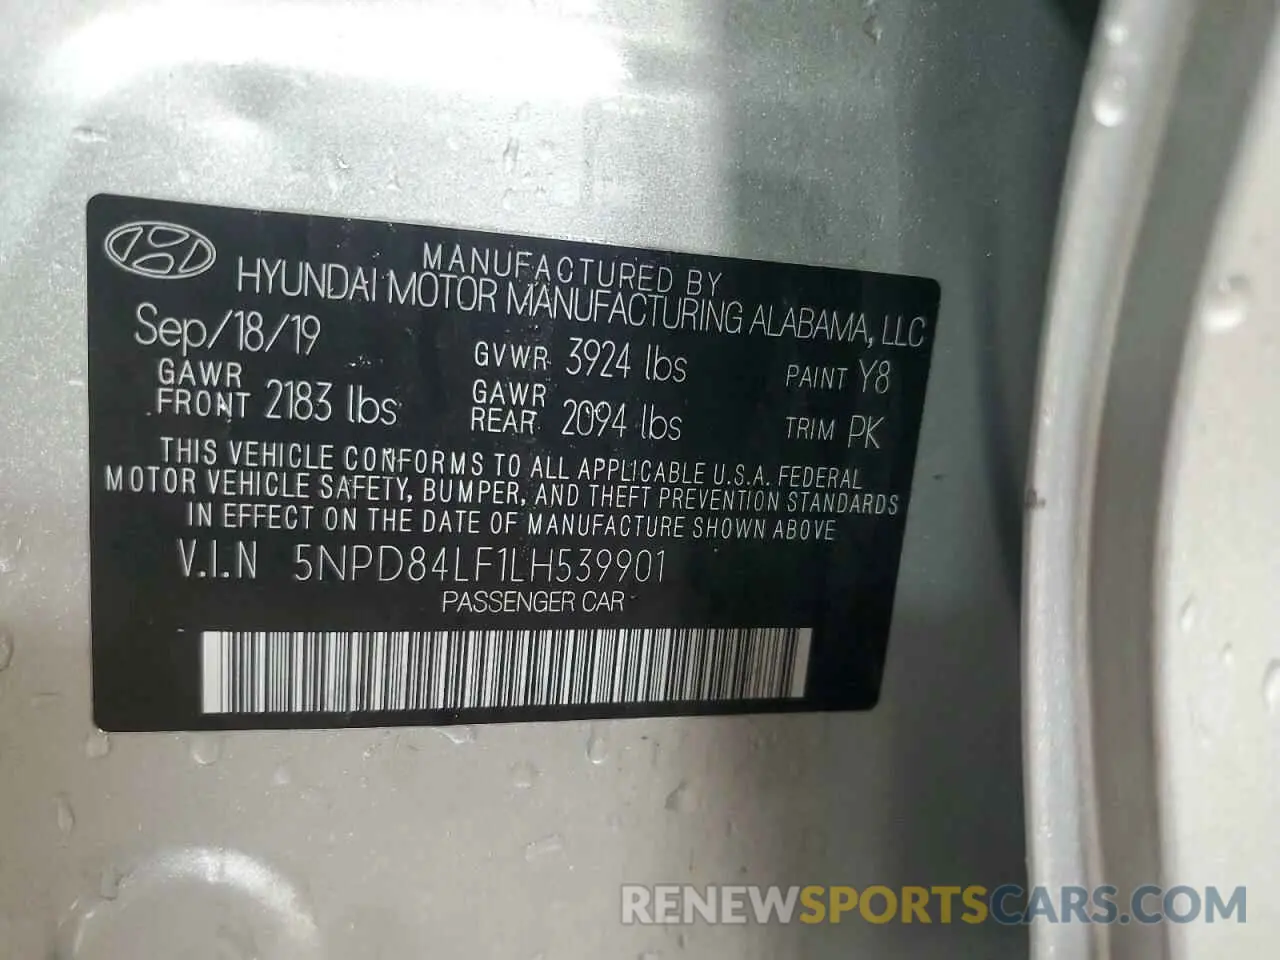 MANUFACTURED BY
HYUNDAI MOTOR MANUFACTURING ALABAMA, LLC
Sep/18/19
GVWR 3924 lbs
PAINT Y8
GAWR
FRONT 2183 lbs
GAWR
REAR 2094 lbs
TRIM PK
THIS VEHICLE CONFORMS TO ALL APPLICABLE U.S.A. FEDERAL
MOTOR VEHICLE SAFETY, BUMPER, AND THEFT PREVENTION STANDARDS
IN EFFECT ON THE DATE OF MANUFACTURE SHOWN ABOVE
V.I.N 5NPD84LF1LH539901
PASSENGER CAR
RENEWSPORTSCARS.COM